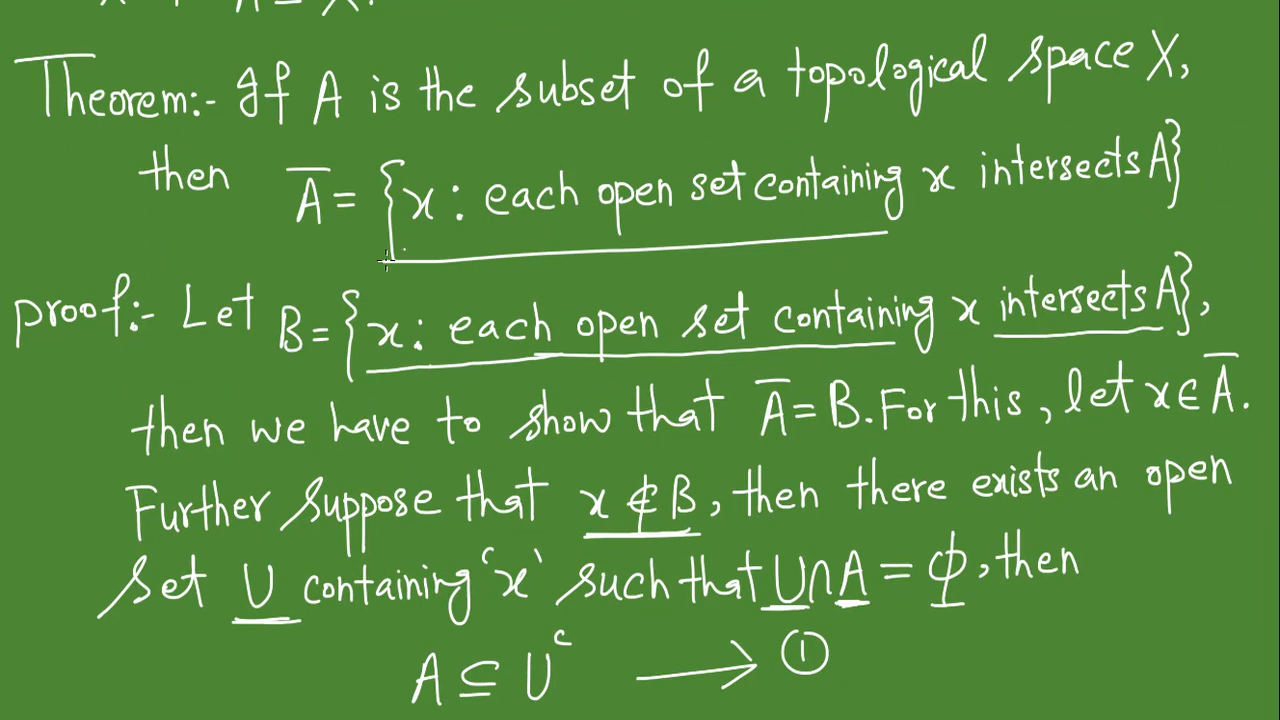 Theorem:- If A is the subset of a topological space X,
then A̅ = {x : each open set containing x intersects A}
proof:- Let B = {x : each open set containing x intersects A},
then we have to show that A̅ = B. For this, let x ∈ A̅.
Further suppose that x ∉ B, then there exists an open
set U containing 'x' such that U∩A = ϕ, then
A ⊆ Uᶜ ⟶ ①